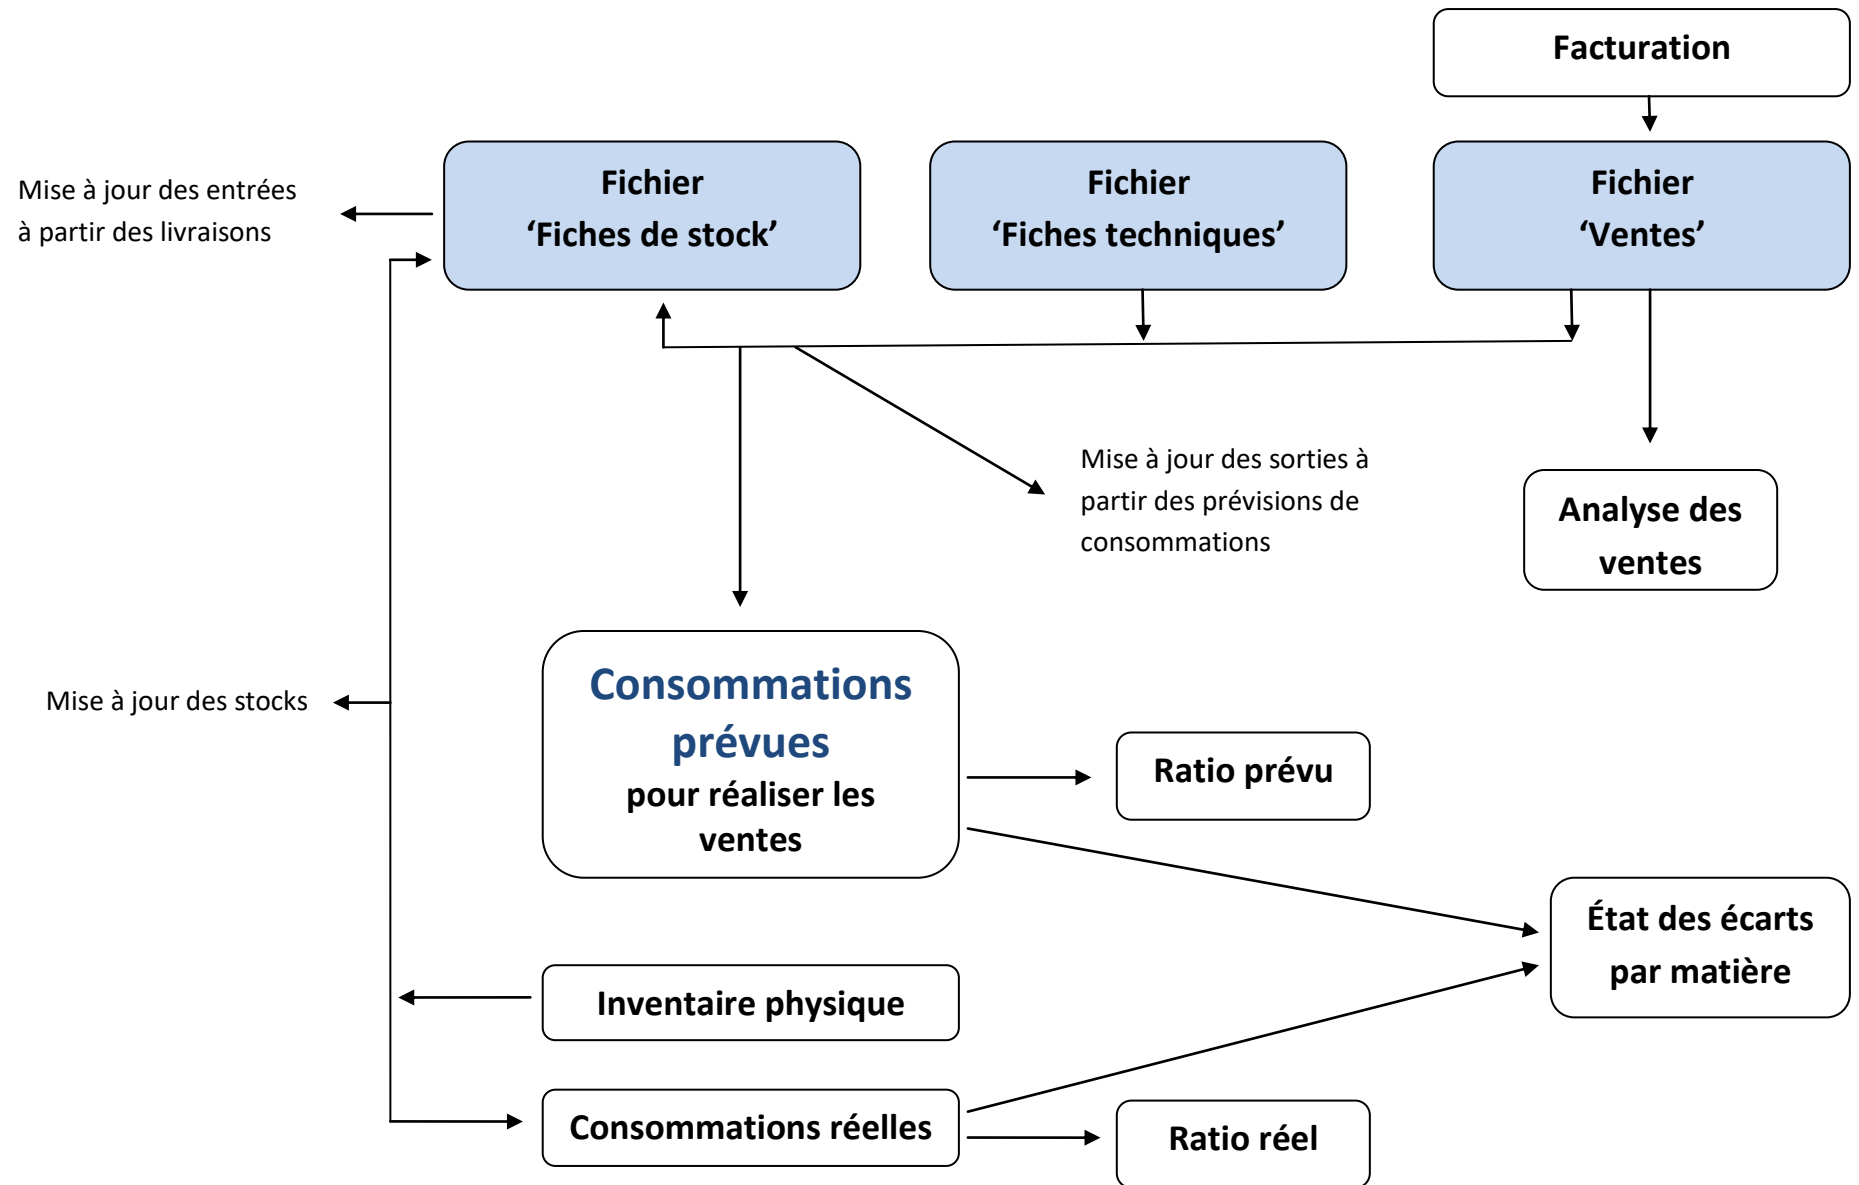 Facturation
Mise à jour des entrées
à partir des livraisons
Fichier
‘Fiches de stock’
Fichier
‘Fiches techniques’
Fichier
‘Ventes’
Mise à jour des sorties à
partir des prévisions de
consommations
Analyse des
ventes
Mise à jour des stocks
Consommations
prévues
pour réaliser les
ventes
Ratio prévu
État des écarts
par matière
Inventaire physique
Consommations réelles
Ratio réel